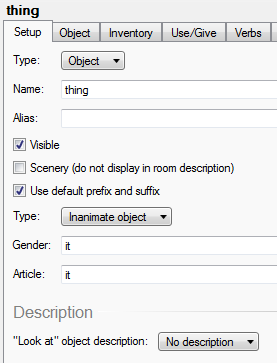 thing
Setup Object Inventory Use/Give Verbs
Type: Object
Name: thing
Alias:
Visible
Scenery (do not display in room description)
Use default prefix and suffix
Type: Inanimate object
Gender: it
Article: it
Description
"Look at" object description: No description